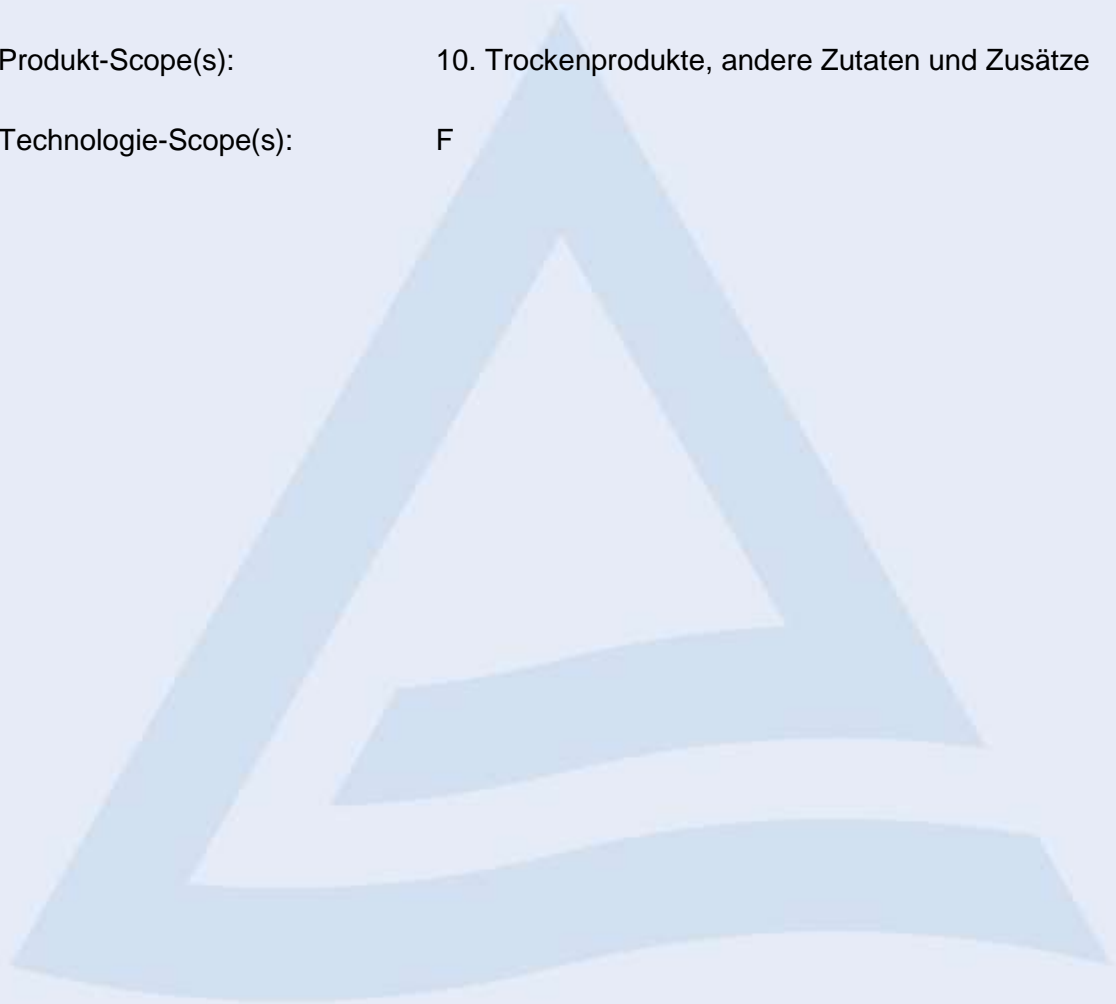 Produkt-Scope(s): 10. Trockenprodukte, andere Zutaten und Zusätze
Technologie-Scope(s): F